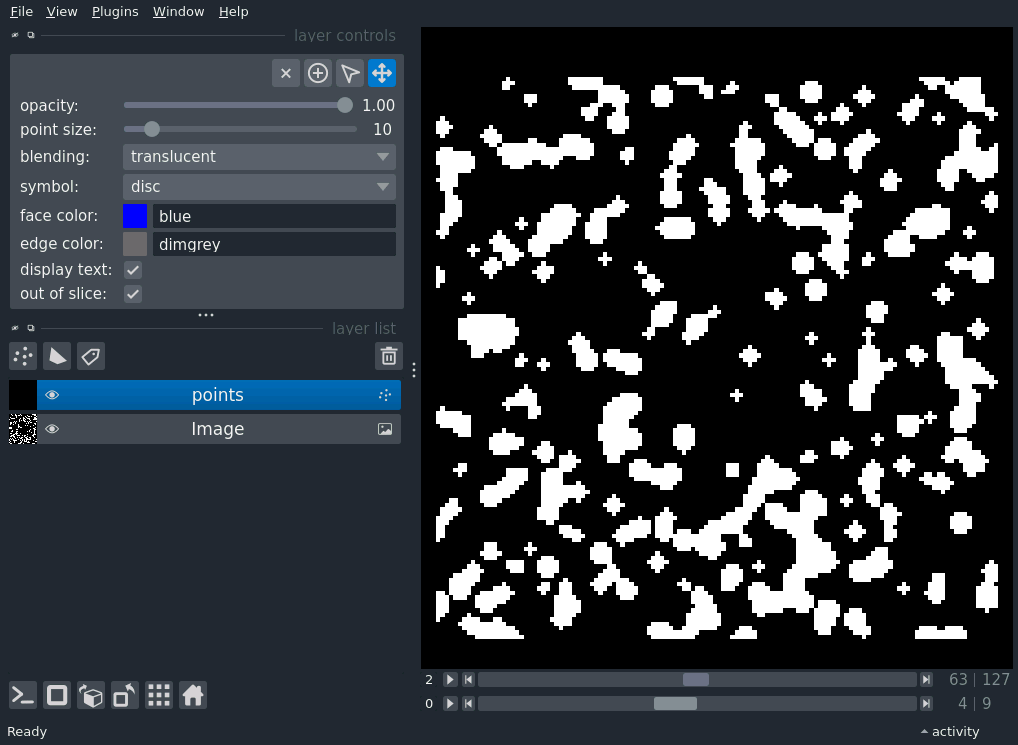 File View Plugins Window Help
layer controls
opacity: 1.00
point size: 10
blending: translucent
symbol: disc
face color: blue
edge color: dimgrey
display text:
out of slice:
layer list
points
Image
2 63 | 127
0 4 | 9
Ready activity